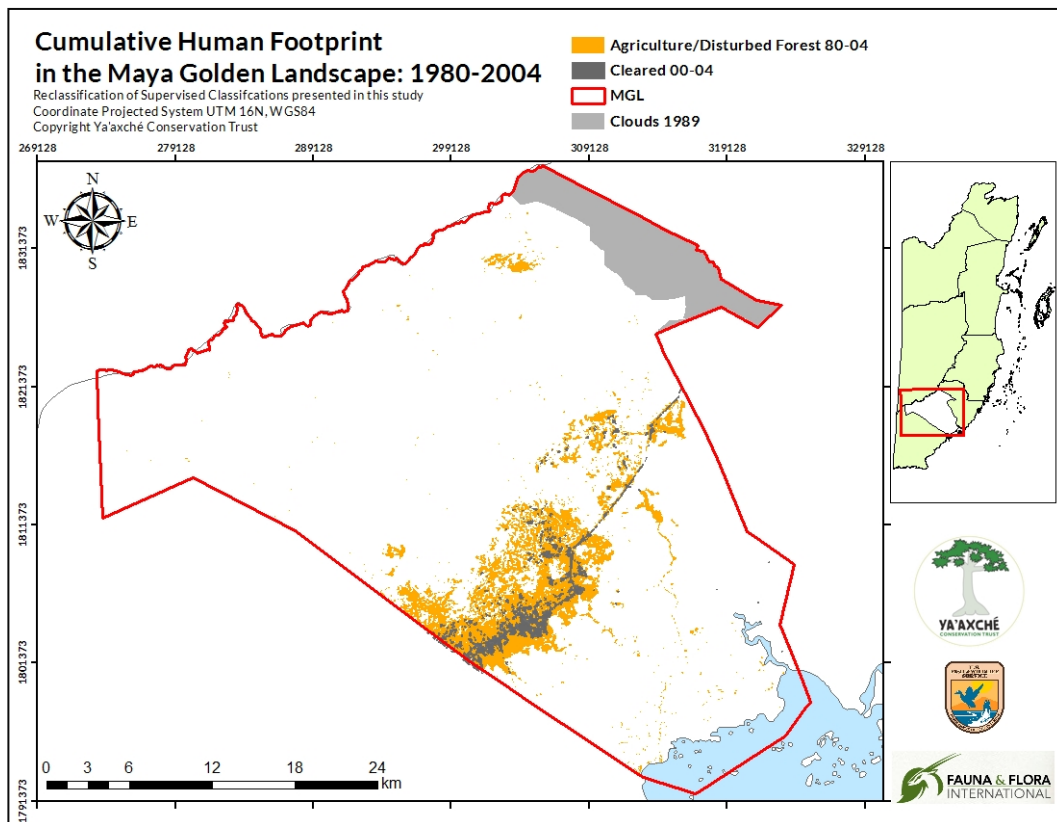 Cumulative Human Footprint
in the Maya Golden Landscape: 1980-2004
Reclassification of Supervised Classifcations presented in this study
Coordinate Projected System UTM 16N, WGS84
Copyright Ya'axché Conservation Trust
Agriculture/Disturbed Forest 80-04
Cleared 00-04
MGL
Clouds 1989
269128 279128 289128 299128 309128 319128 329128
N
W E
S
1831373
1821373
1811373
1801373
1791373
0 3 6 12 18 24
km
YA'AXCHÉ
CONSERVATION TRUST
FAUNA & FLORA
INTERNATIONAL